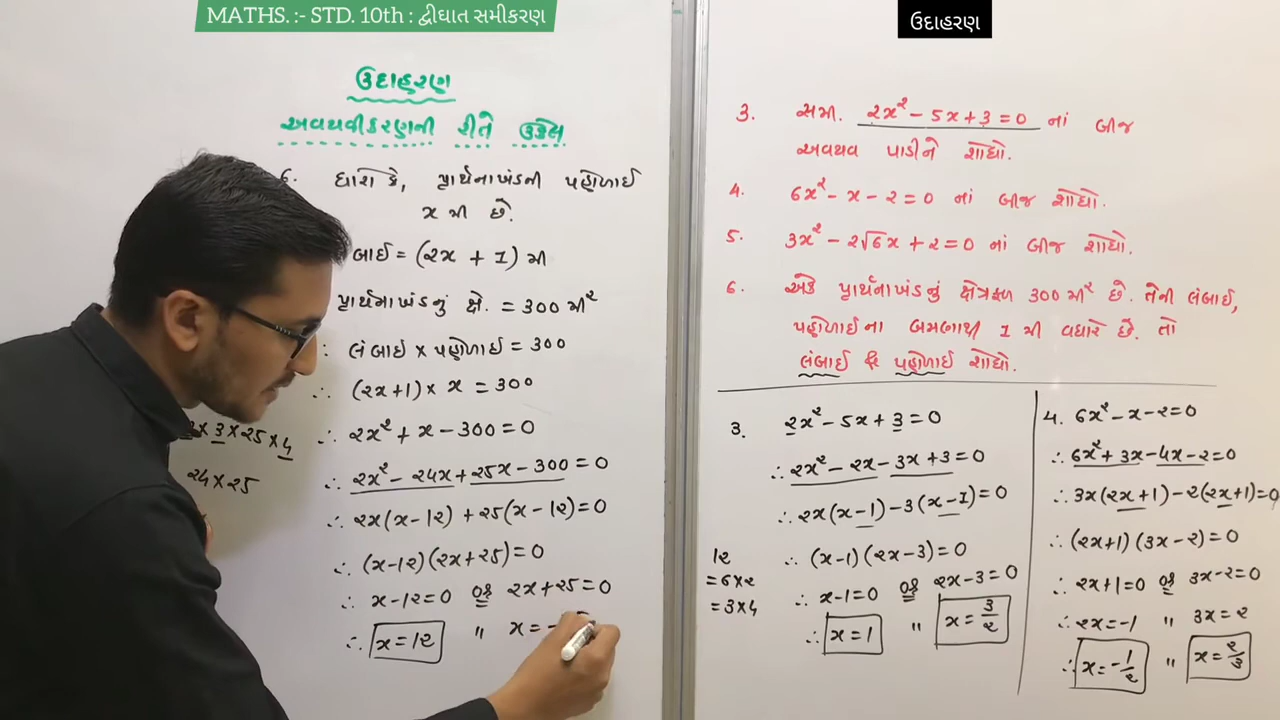 MATHS. :- STD. 10th : દ્વીઘાત સમીકરણ
ઉદાહરણ
અવયવીકરણની રીતે ઉકેલ
6. ધારો કે, પ્રાર્થનાખંડની પહોળાઈ
x મી છે.
બાઈ = (2x + 1) મી
પ્રાર્થનાખંડનું ક્ષે. = 300 મી²
: લંબાઈ × પહોળાઈ = 300
∴ (2x+1) × x = 300
∴ 2x² + x - 300 = 0
∴ 2x² - 24x + 25x - 300 = 0
∴ 2x(x-12) + 25(x-12) = 0
∴ (x-12)(2x+25) = 0
∴ x-12=0 અથવા 2x+25=0
∴ x=12 " x = -
× 3 × 25 × 4
24 × 25
ઉદાહરણ
3. સમી. 2x² - 5x + 3 = 0 નાં બીજ
અવયવ પાડીને શોધો.
4. 6x² - x - 2 = 0 નાં બીજ શોધો.
5. 3x² - 2√6x + 2 = 0 નાં બીજ શોધો.
6. એક પ્રાર્થનાખંડનું ક્ષેત્રફળ 300 મી² છે. તેની લંબાઈ,
પહોળાઈના બમણાથી 1 મી વધારે છે. તો
લંબાઈ & પહોળાઈ શોધો.
3. 2x² - 5x + 3 = 0
∴ 2x² - 2x - 3x + 3 = 0
∴ 2x(x-1) - 3(x-1) = 0
∴ (x-1)(2x-3) = 0
∴ x-1=0 અથવા 2x-3=0
∴ x=1 " x=3/2
12
= 6×2
= 3×4
4. 6x² - x - 2 = 0
∴ 6x² + 3x - 4x - 2 = 0
∴ 3x(2x+1) - 2(2x+1) = 0
∴ (2x+1)(3x-2) = 0
∴ 2x+1=0 અથવા 3x-2=0
∴ 2x=-1 " 3x=2
∴ x=-1/2 " x=2/3